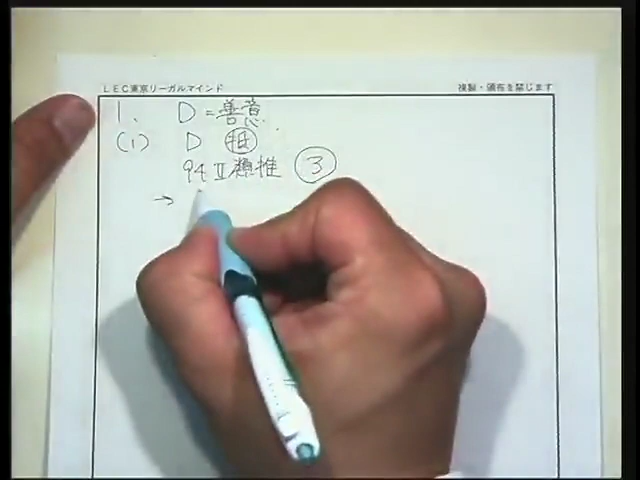 LEC東京リーガルマインド 複製・頒布を禁じます
1、 D=善意.
(1) D 抵
94Ⅱ類推 ③
→